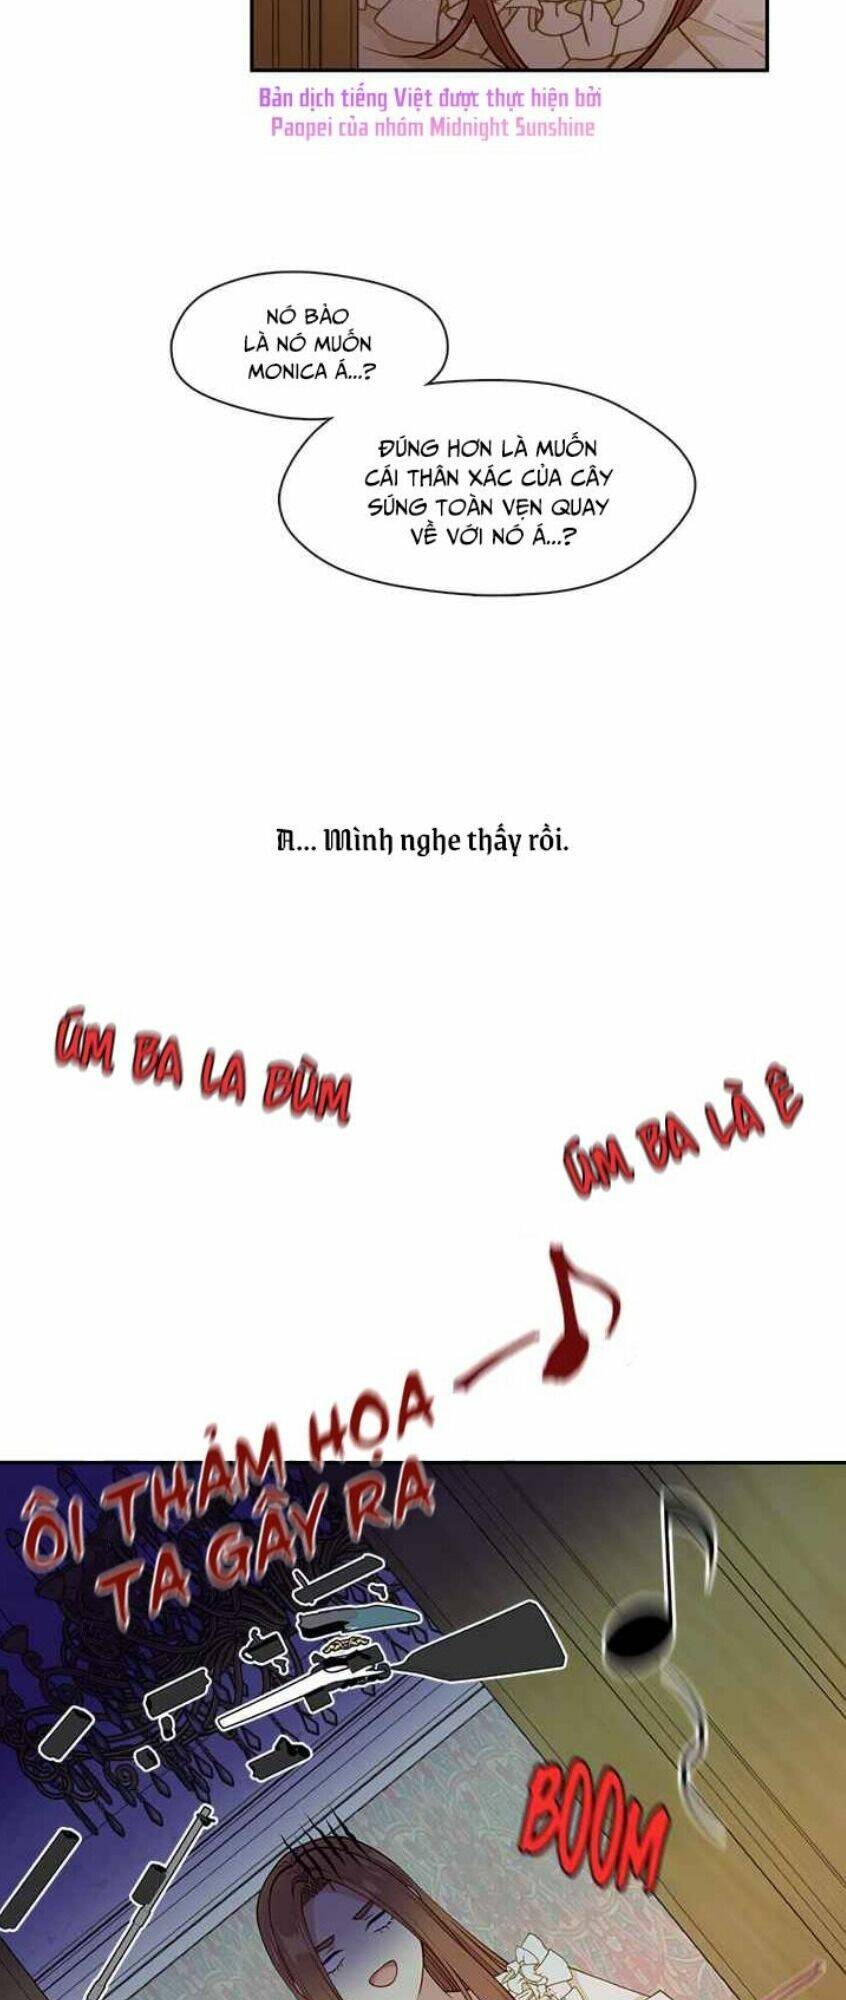 Bản dịch tiếng Việt được thực hiện bởi
Paopei của nhóm Midnight Sunshine
NÓ BẢO
LÀ NÓ MUỐN
MONICA Á...?
ĐÚNG HƠN LÀ MUỐN
CÁI THÂN XÁC CỦA CÂY
SÚNG TOÀN VẸN QUAY
VỀ VỚI NÓ Á...?
A... Mình nghe thấy rồi.
ÚM BA LA BÙM
ÚM BA LÀ Ê
ÔI THẢM HỌA
TA GÂY RA
BOOM